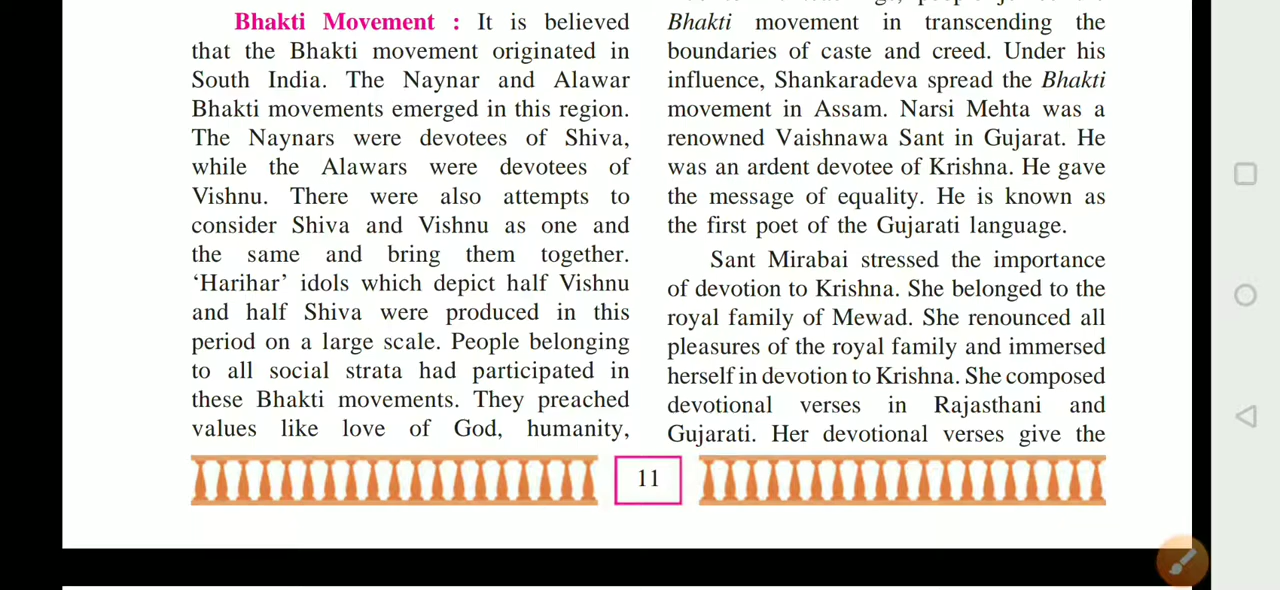 Bhakti Movement : It is believed
that the Bhakti movement originated in
South India. The Naynar and Alawar
Bhakti movements emerged in this region.
The Naynars were devotees of Shiva,
while the Alawars were devotees of
Vishnu. There were also attempts to
consider Shiva and Vishnu as one and
the same and bring them together.
‘Harihar’ idols which depict half Vishnu
and half Shiva were produced in this
period on a large scale. People belonging
to all social strata had participated in
these Bhakti movements. They preached
values like love of God, humanity,
Bhakti movement in transcending the
boundaries of caste and creed. Under his
influence, Shankaradeva spread the Bhakti
movement in Assam. Narsi Mehta was a
renowned Vaishnawa Sant in Gujarat. He
was an ardent devotee of Krishna. He gave
the message of equality. He is known as
the first poet of the Gujarati language.
Sant Mirabai stressed the importance
of devotion to Krishna. She belonged to the
royal family of Mewad. She renounced all
pleasures of the royal family and immersed
herself in devotion to Krishna. She composed
devotional verses in Rajasthani and
Gujarati. Her devotional verses give the
11